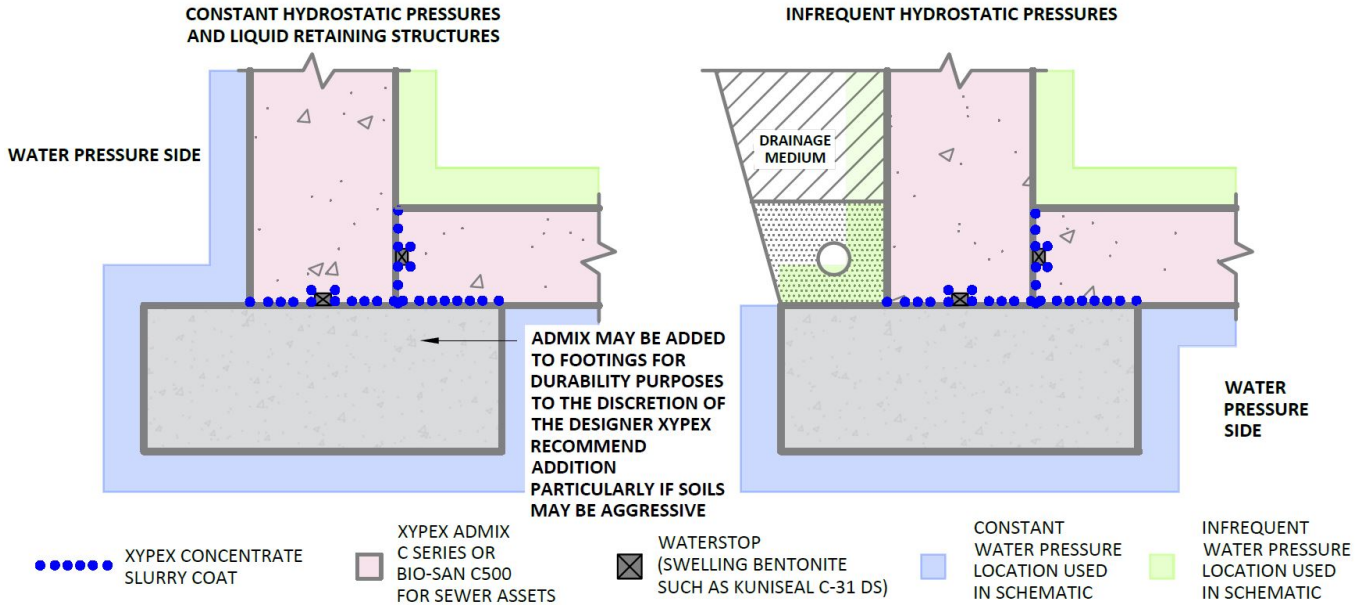 CONSTANT HYDROSTATIC PRESSURES
AND LIQUID RETAINING STRUCTURES
INFREQUENT HYDROSTATIC PRESSURES
WATER PRESSURE SIDE
DRAINAGE
MEDIUM
ADMIX MAY BE ADDED
TO FOOTINGS FOR
DURABILITY PURPOSES
TO THE DISCRETION OF
THE DESIGNER XYPEX
RECOMMEND
ADDITION
PARTICULARLY IF SOILS
MAY BE AGGRESSIVE
WATER
PRESSURE
SIDE
XYPEX CONCENTRATE
SLURRY COAT
XYPEX ADMIX
C SERIES OR
BIO-SAN C500
FOR SEWER ASSETS
WATERSTOP
(SWELLING BENTONITE
SUCH AS KUNISEAL C-31 DS)
CONSTANT
WATER PRESSURE
LOCATION USED
IN SCHEMATIC
INFREQUENT
WATER PRESSURE
LOCATION USED
IN SCHEMATIC